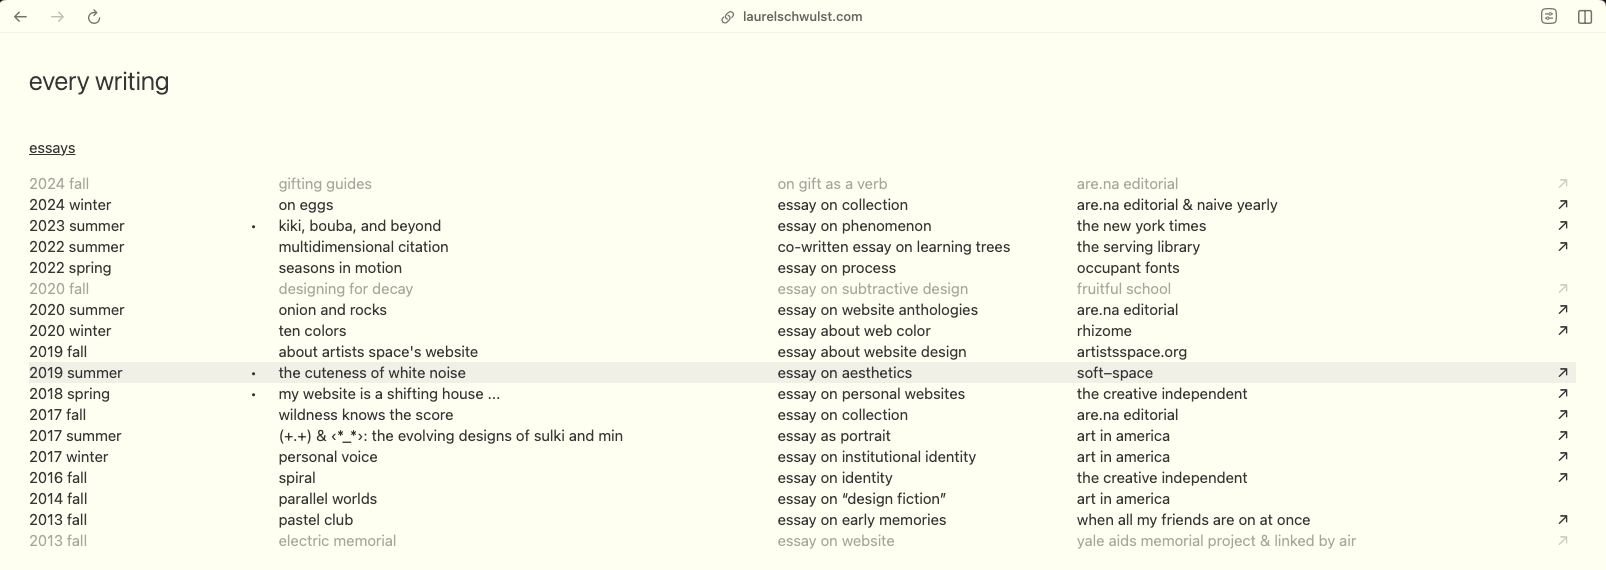 laurelschwulst.com
every writing
essays
2024 fall gifting guides on gift as a verb are.na editorial ↗
2024 winter on eggs essay on collection are.na editorial & naive yearly ↗
2023 summer • kiki, bouba, and beyond essay on phenomenon the new york times ↗
2022 summer multidimensional citation co-written essay on learning trees the serving library ↗
2022 spring seasons in motion essay on process occupant fonts
2020 fall designing for decay essay on subtractive design fruitful school ↗
2020 summer onion and rocks essay on website anthologies are.na editorial ↗
2020 winter ten colors essay about web color rhizome ↗
2019 fall about artists space's website essay about website design artistsspace.org
2019 summer • the cuteness of white noise essay on aesthetics soft–space ↗
2018 spring • my website is a shifting house ... essay on personal websites the creative independent ↗
2017 fall wildness knows the score essay on collection are.na editorial ↗
2017 summer (+.+) & ‹*_*›: the evolving designs of sulki and min essay as portrait art in america ↗
2017 winter personal voice essay on institutional identity art in america ↗
2016 fall spiral essay on identity the creative independent ↗
2014 fall parallel worlds essay on “design fiction” art in america
2013 fall pastel club essay on early memories when all my friends are on at once ↗
2013 fall electric memorial essay on website yale aids memorial project & linked by air ↗